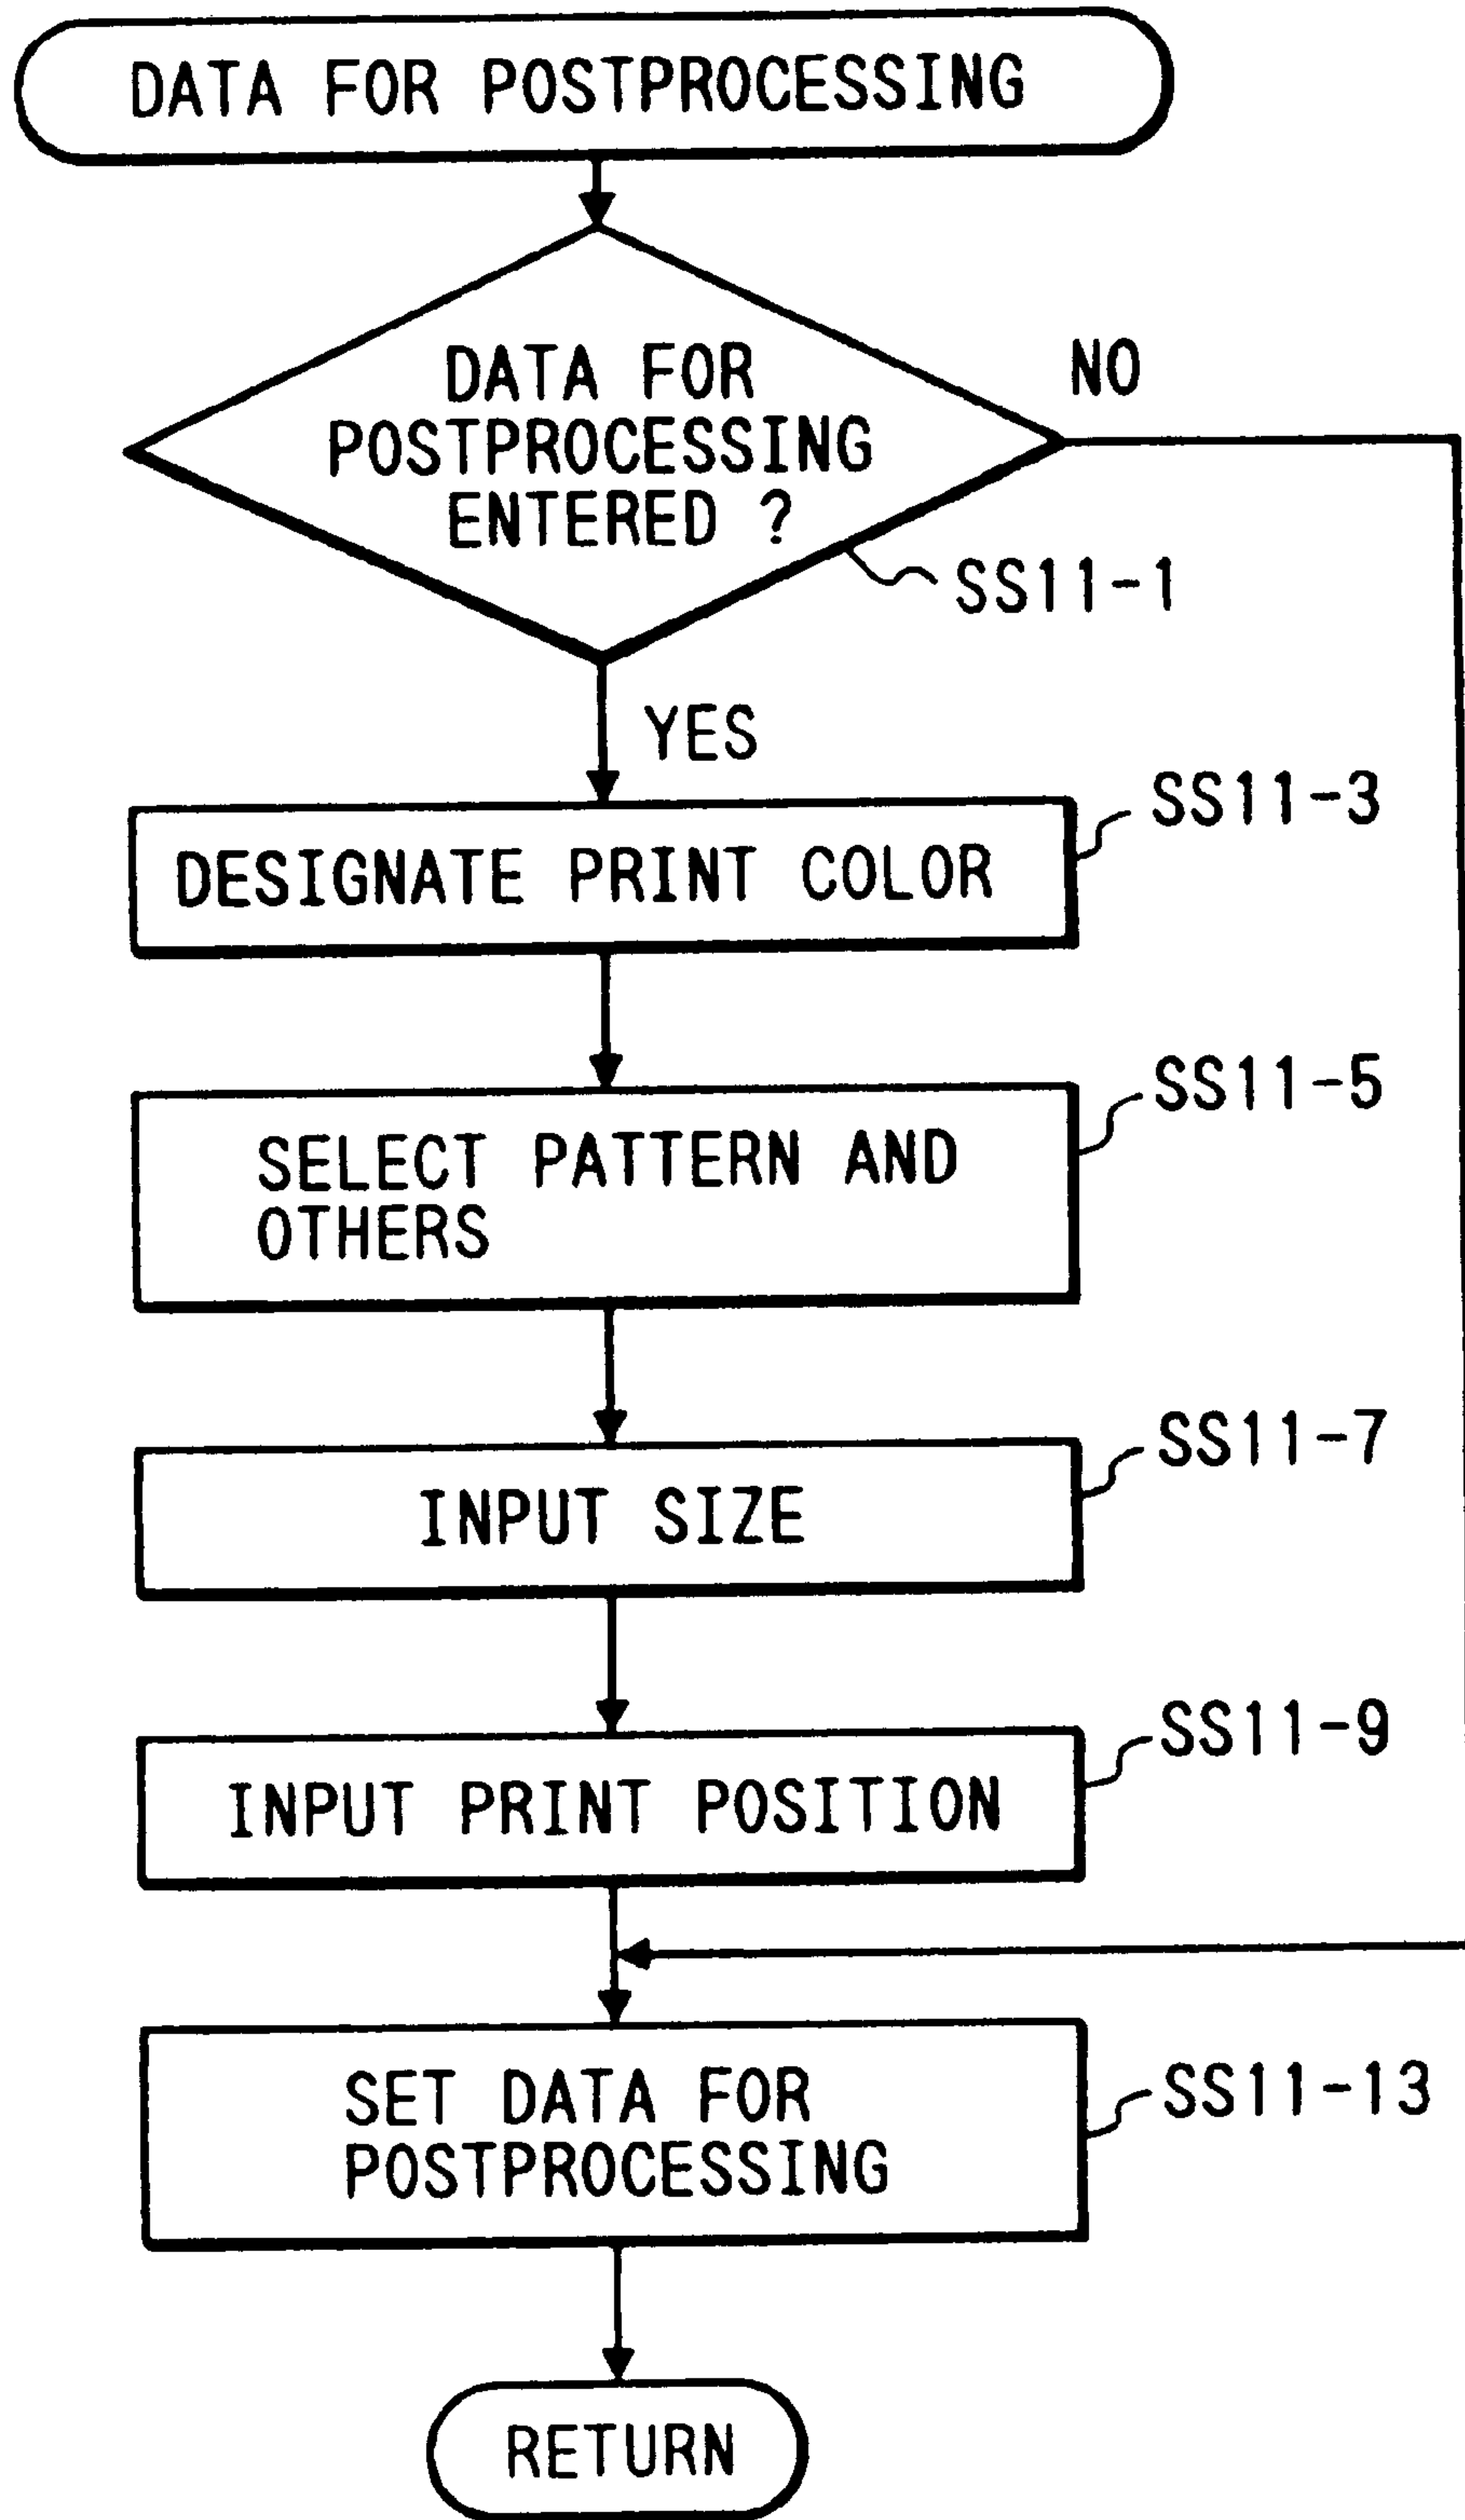 DATA FOR POSTPROCESSING
DATA FOR
POSTPROCESSING
ENTERED ?
NO
SS11-1
YES
SS11-3
DESIGNATE PRINT COLOR
SS11-5
SELECT PATTERN AND
OTHERS
SS11-7
INPUT SIZE
SS11-9
INPUT PRINT POSITION
SS11-13
SET DATA FOR
POSTPROCESSING
RETURN